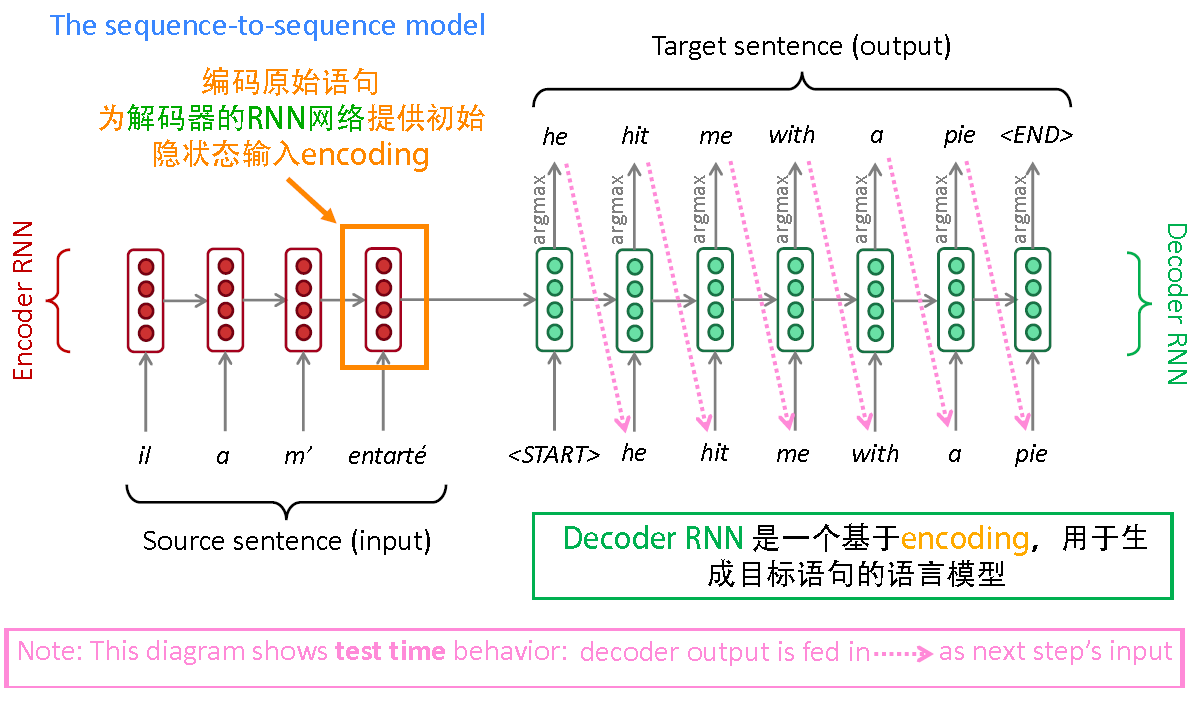 The sequence-to-sequence model
编码原始语句
为解码器的RNN网络提供初始
隐状态输入encoding
Target sentence (output)
he hit me with a pie <END>
argmax argmax argmax argmax argmax argmax argmax
Encoder RNN
Decoder RNN
il a m’ entarté
<START> he hit me with a pie
Source sentence (input)
Decoder RNN 是一个基于encoding，用于生
成目标语句的语言模型
Note: This diagram shows test time behavior: decoder output is fed in as next step’s input